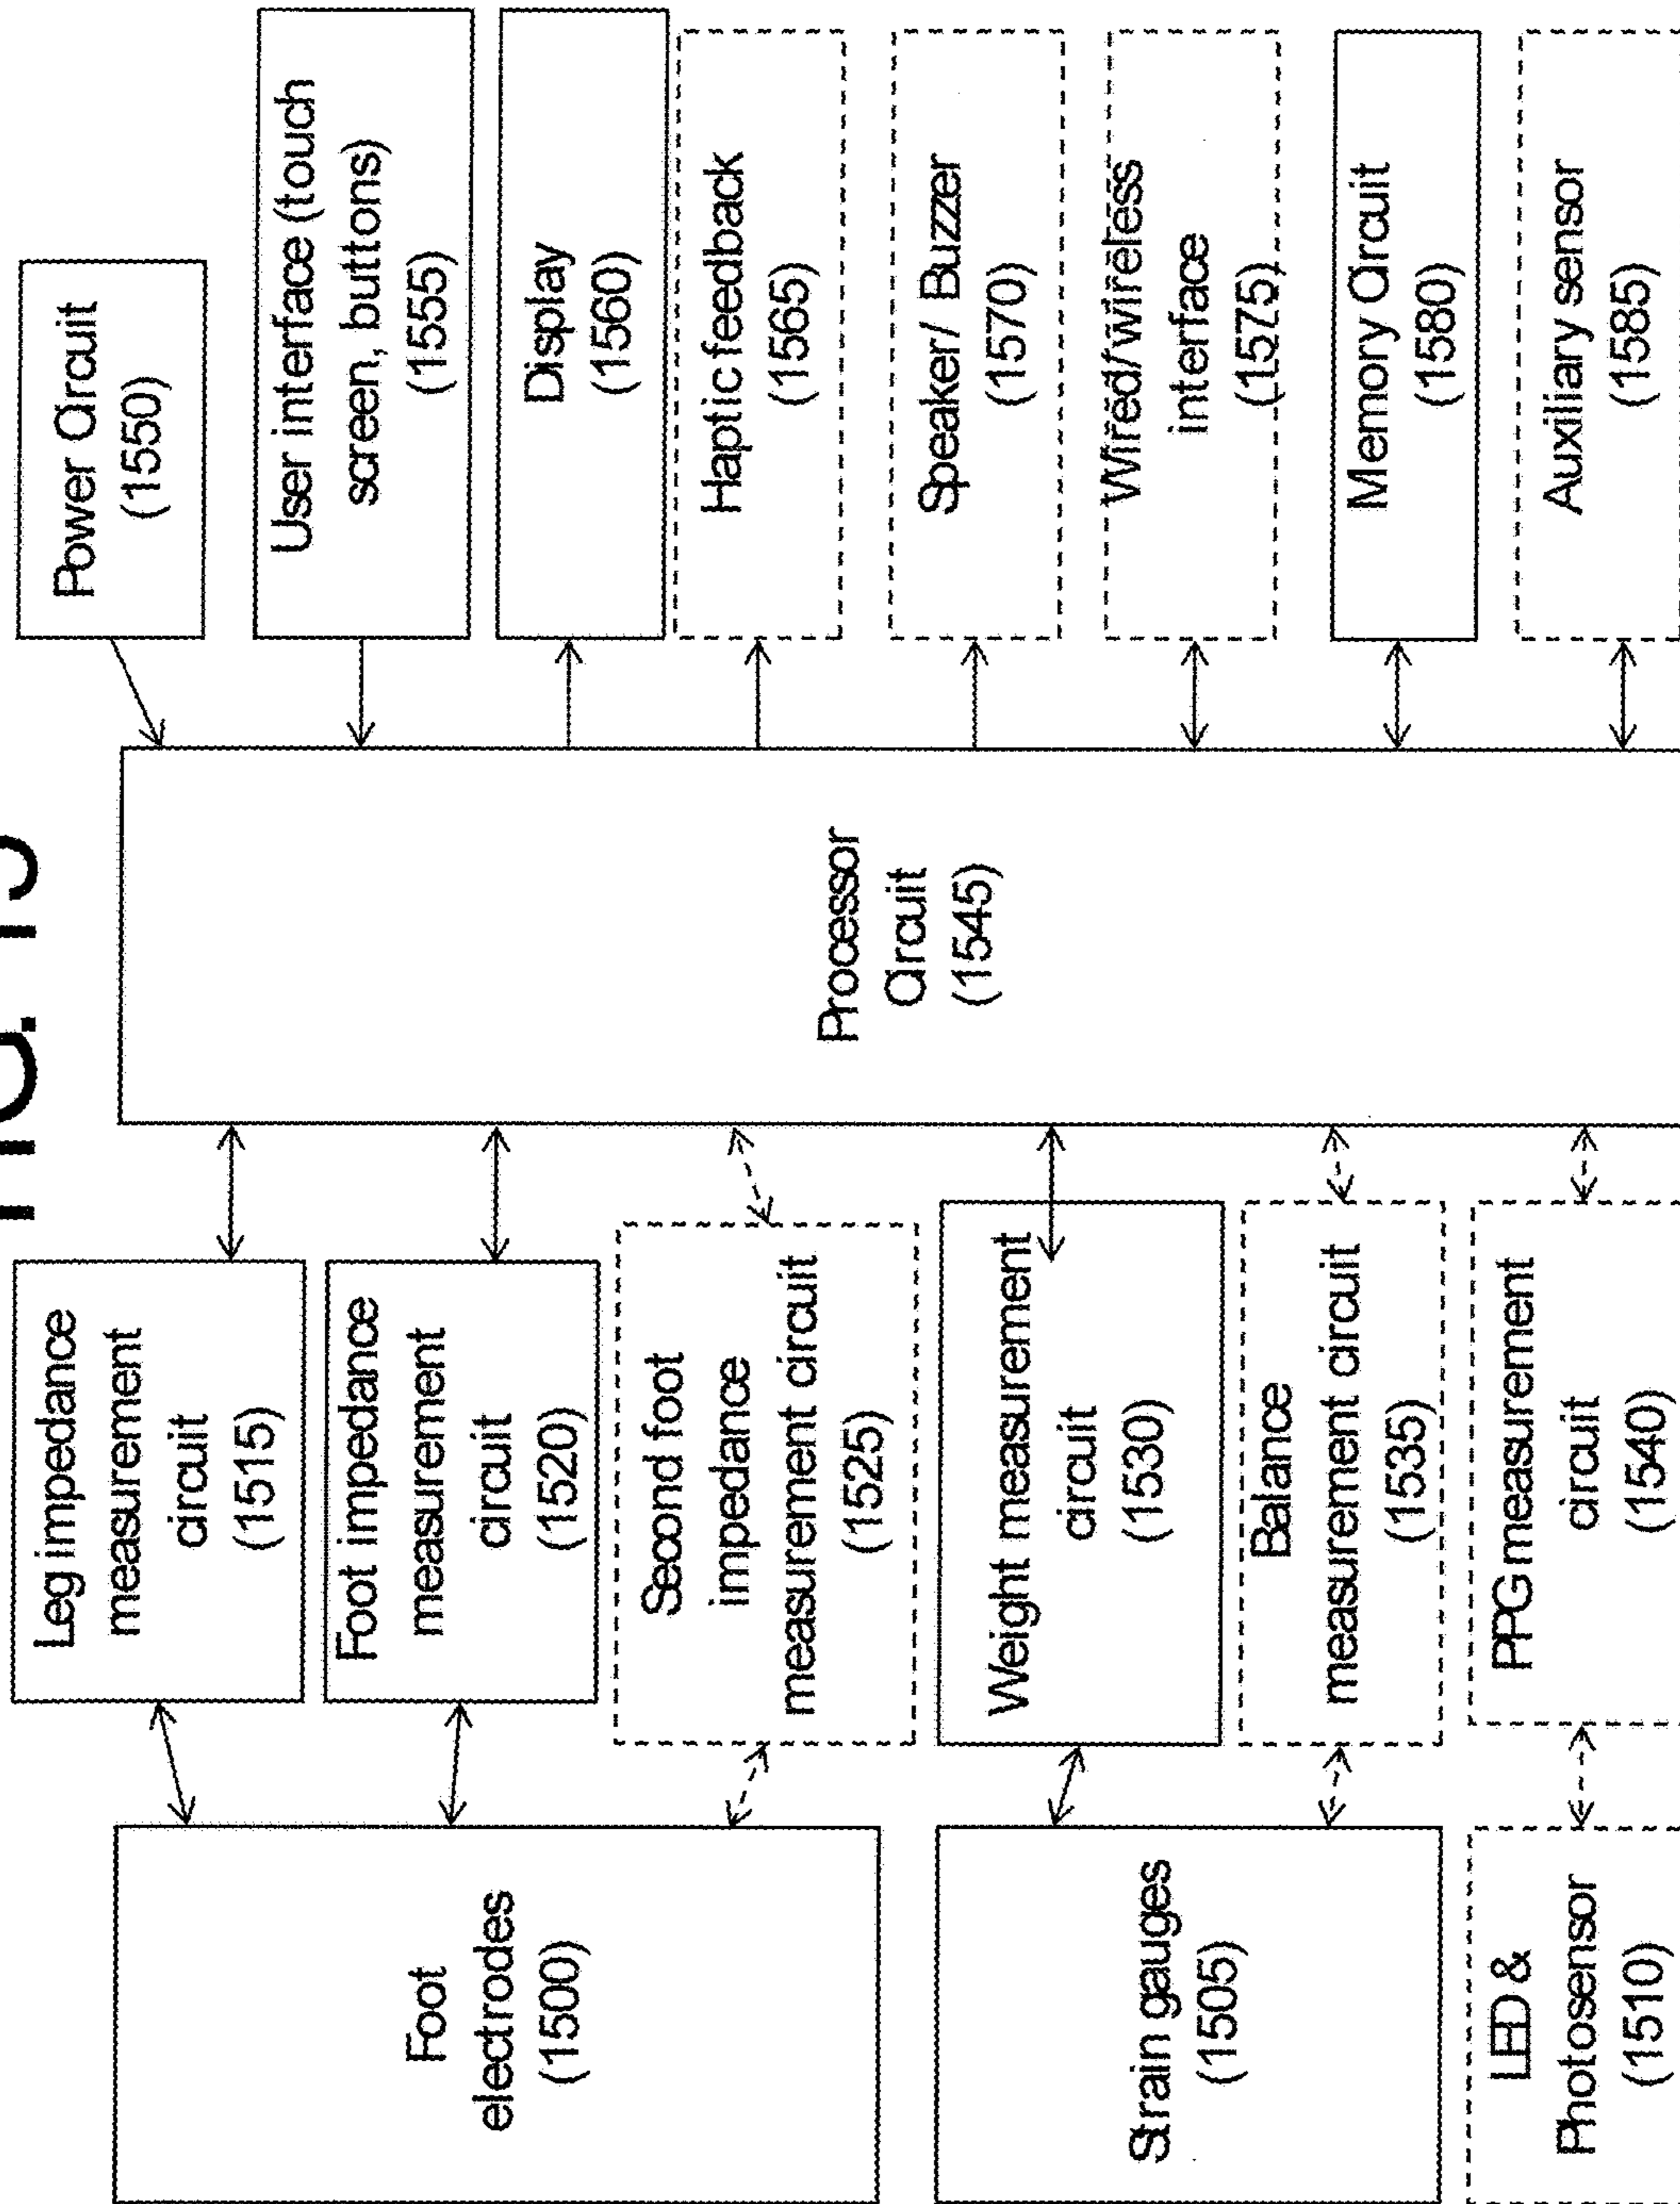 FIG. 15
Foot
electrodes
(1500)
Strain gauges
(1505)
LED &
Photosensor
(1510)
Leg impedance
measurement
circuit
(1515)
Foot impedance
measurement
circuit
(1520)
Second foot
impedance
measurement circuit
(1525)
Weight measurement
circuit
(1530)
Balance
measurement circuit
(1535)
PPG measurement
circuit
(1540)
Processor
Circuit
(1545)
Power Circuit
(1550)
User interface (touch
screen, buttons)
(1555)
Display
(1560)
Haptic feedback
(1565)
Speaker/ Buzzer
(1570)
Wired/wireless
interface
(1575)
Memory Circuit
(1580)
Auxiliary sensor
(1585)